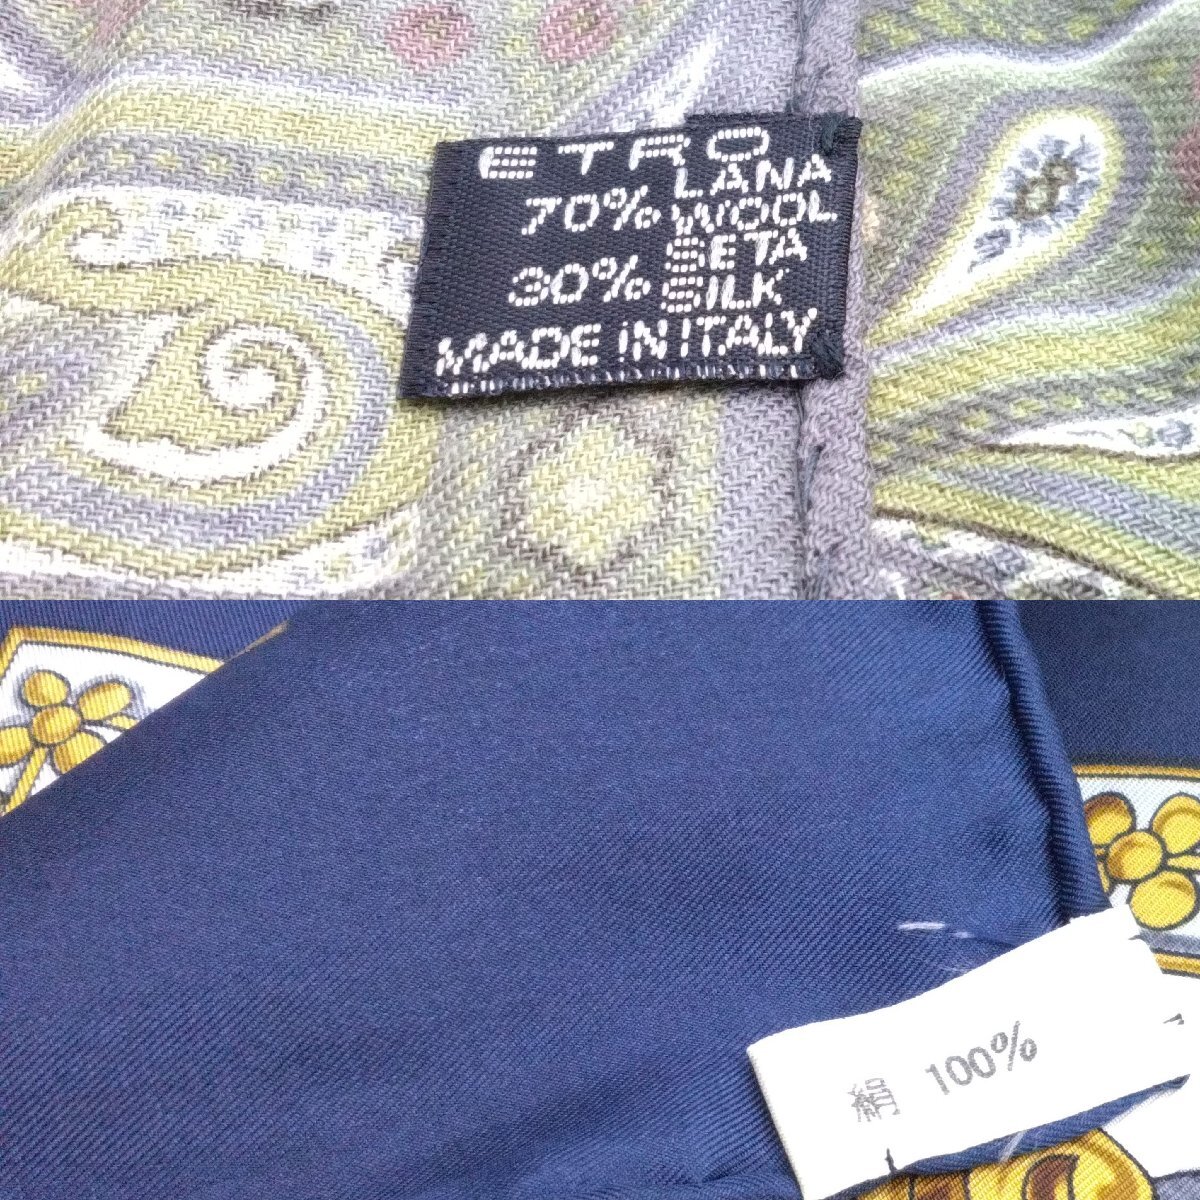 ETRO
70% LANA
WOOL
30% SETA
SILK
MADE IN ITALY
絹 100%